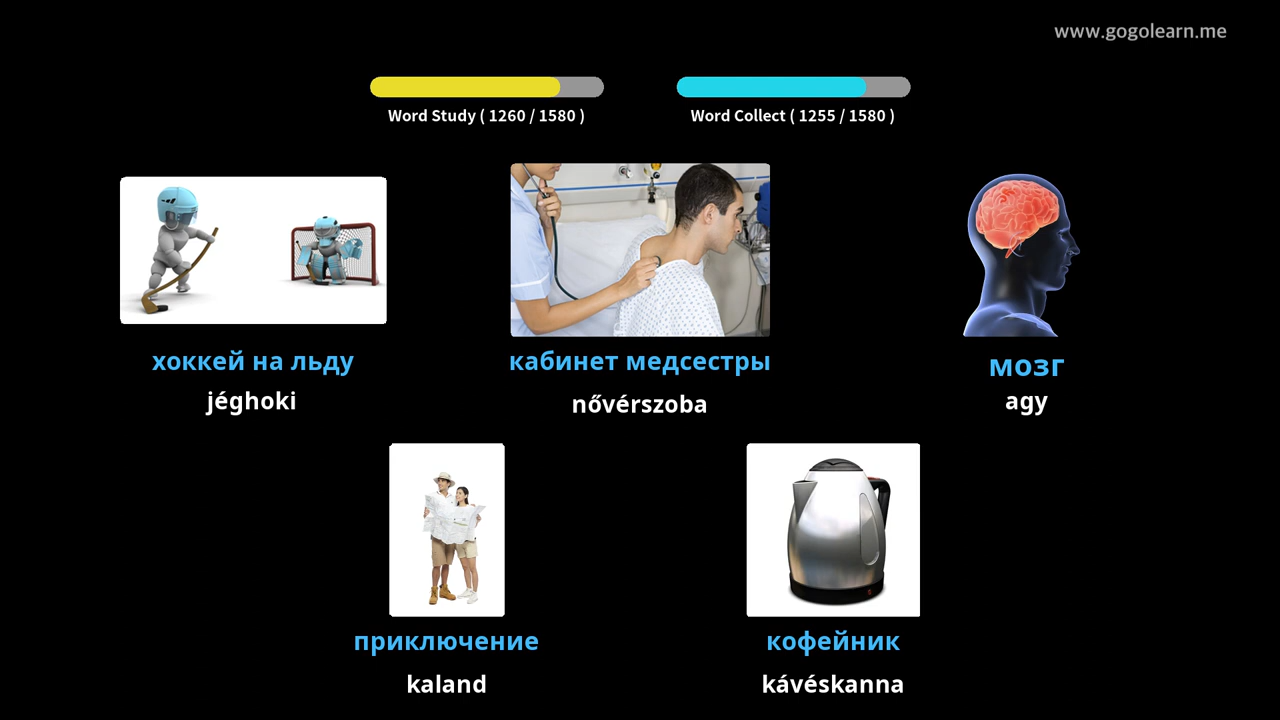 www.gogolearn.me
Word Study ( 1260 / 1580 )
Word Collect ( 1255 / 1580 )
хоккей на льду
jéghoki
кабинет медсестры
nővérszoba
мозг
agy
приключение
kaland
кофейник
kávéskanna